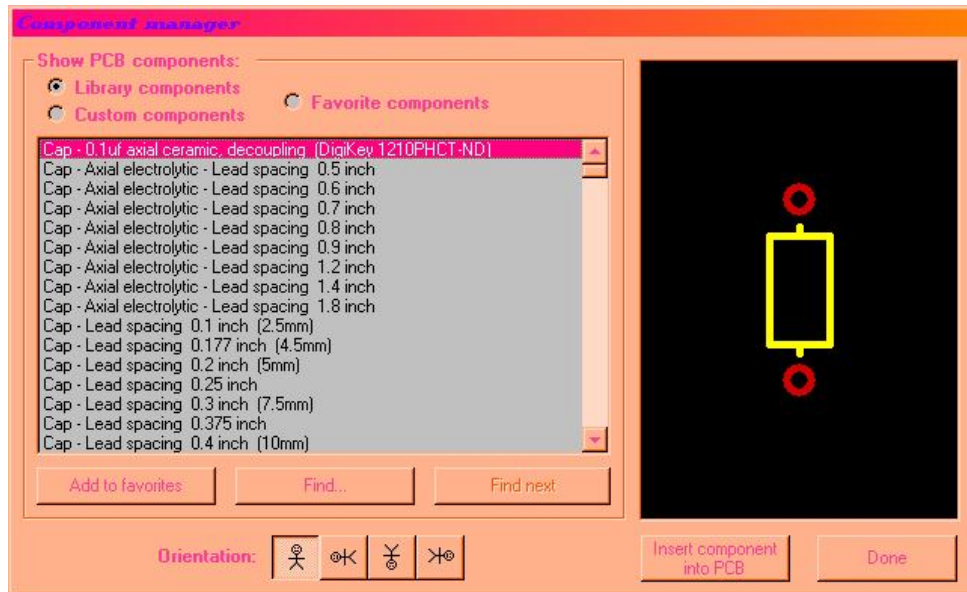 Component manager
Show PCB components:
Library components
Custom components
Favorite components
Cap - 0.1uf axial ceramic, decoupling (DigiKey 1210PHCT-ND)
Cap - Axial electrolytic - Lead spacing 0.5 inch
Cap - Axial electrolytic - Lead spacing 0.6 inch
Cap - Axial electrolytic - Lead spacing 0.7 inch
Cap - Axial electrolytic - Lead spacing 0.8 inch
Cap - Axial electrolytic - Lead spacing 0.9 inch
Cap - Axial electrolytic - Lead spacing 1.2 inch
Cap - Axial electrolytic - Lead spacing 1.4 inch
Cap - Axial electrolytic - Lead spacing 1.8 inch
Cap - Lead spacing 0.1 inch (2.5mm)
Cap - Lead spacing 0.177 inch (4.5mm)
Cap - Lead spacing 0.2 inch (5mm)
Cap - Lead spacing 0.25 inch
Cap - Lead spacing 0.3 inch (7.5mm)
Cap - Lead spacing 0.375 inch
Cap - Lead spacing 0.4 inch (10mm)
Add to favorites
Find...
Find next
Orientation:
Insert component
into PCB
Done